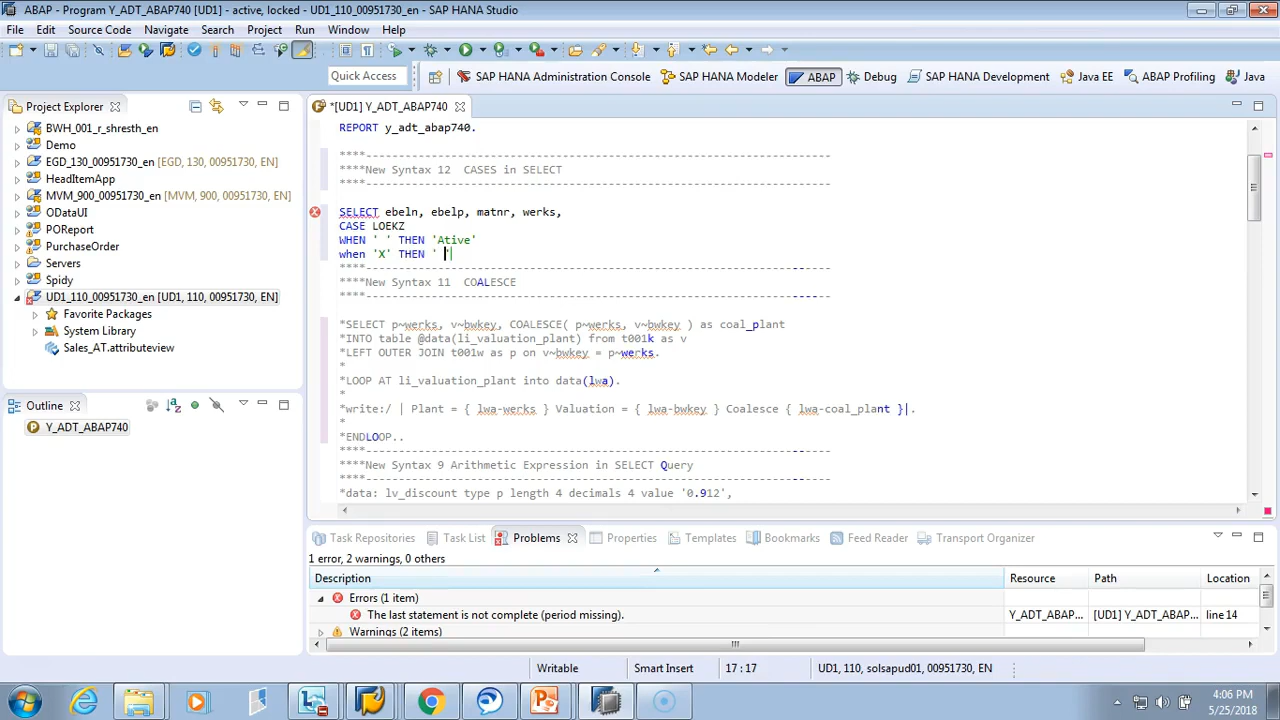 ABAP - Program Y_ADT_ABAP740 [UD1] - active, locked - UD1_110_00951730_en - SAP HANA Studio
File Edit Source Code Navigate Search Project Run Window Help
Quick Access SAP HANA Administration Console SAP HANA Modeler ABAP Debug SAP HANA Development Java EE ABAP Profiling Java
Project Explorer
BWH_001_r_shresth_en
Demo
EGD_130_00951730_en [EGD, 130, 00951730, EN]
HeadItemApp
MVM_900_00951730_en [MVM, 900, 00951730, EN]
ODataUI
POReport
PurchaseOrder
Servers
Spidy
UD1_110_00951730_en [UD1, 110, 00951730, EN]
Favorite Packages
System Library
Sales_AT.attributeview
Outline
Y_ADT_ABAP740
*[UD1] Y_ADT_ABAP740
REPORT y_adt_abap740.
****---------------------------------------------------------------
****New Syntax 12  CASES in SELECT
****---------------------------------------------------------------
SELECT ebeln, ebelp, matnr, werks,
CASE LOEKZ
WHEN ' ' THEN 'Ative'
when 'X' THEN ' '
****---------------------------------------------------------------
****New Syntax 11  COALESCE
****---------------------------------------------------------------
*SELECT p~werks, v~bwkey, COALESCE( p~werks, v~bwkey ) as coal_plant
*INTO table @data(li_valuation_plant) from t001k as v
*LEFT OUTER JOIN t001w as p on v~bwkey = p~werks.
*
*LOOP AT li_valuation_plant into data(lwa).
*
*write:/ | Plant = { lwa-werks } Valuation = { lwa-bwkey } Coalesce { lwa-coal_plant }|.
*
*ENDLOOP..
****---------------------------------------------------------------
****New Syntax 9 Arithmetic Expression in SELECT Query
****---------------------------------------------------------------
*data: lv_discount type p length 4 decimals 4 value '0.912',
Task Repositories Task List Problems Properties Templates Bookmarks Feed Reader Transport Organizer
1 error, 2 warnings, 0 others
Description Resource Path Location
Errors (1 item)
The last statement is not complete (period missing). Y_ADT_ABAP... [UD1] Y_ADT_ABAP... line 14
Warnings (2 items)
Writable Smart Insert 17 : 17 UD1, 110, solsapud01, 00951730, EN
4:06 PM
5/25/2018